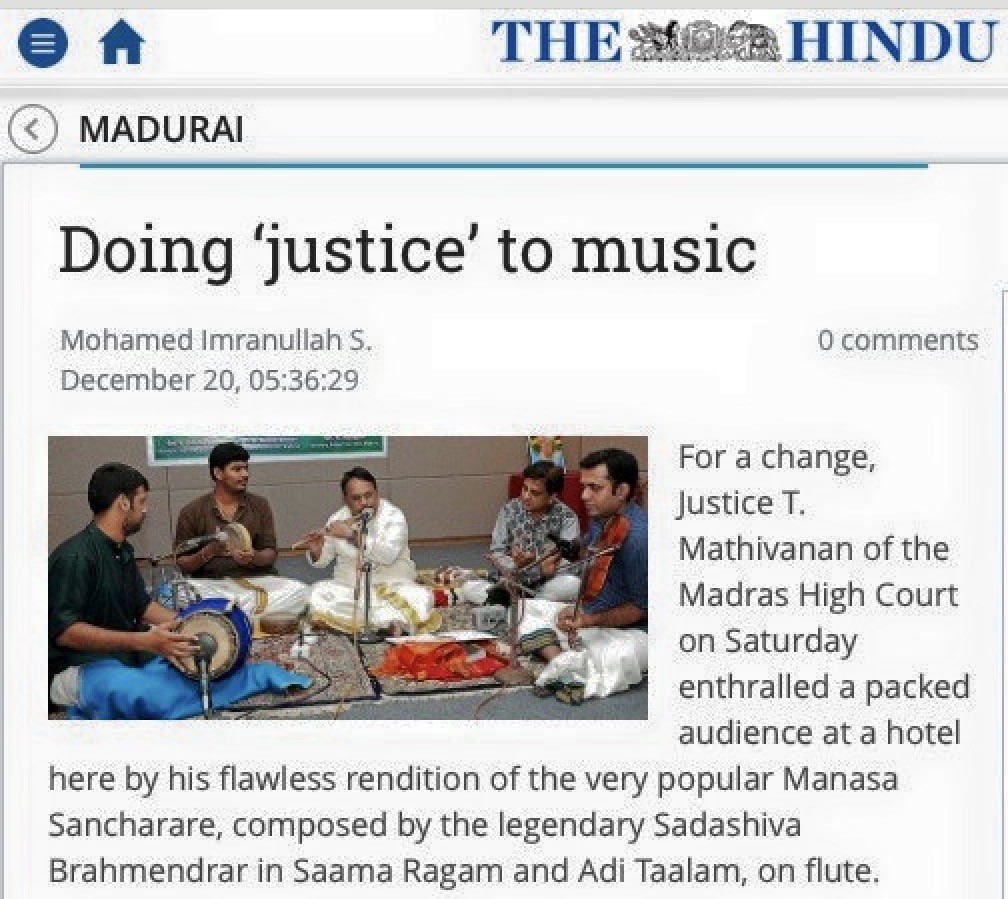 THE HINDU
MADURAI
Doing ‘justice’ to music
Mohamed Imranullah S.
0 comments
December 20, 05:36:29
For a change,
Justice T.
Mathivanan of the
Madras High Court
on Saturday
enthralled a packed
audience at a hotel
here by his flawless rendition of the very popular Manasa
Sancharare, composed by the legendary Sadashiva
Brahmendrar in Saama Ragam and Adi Taalam, on flute.